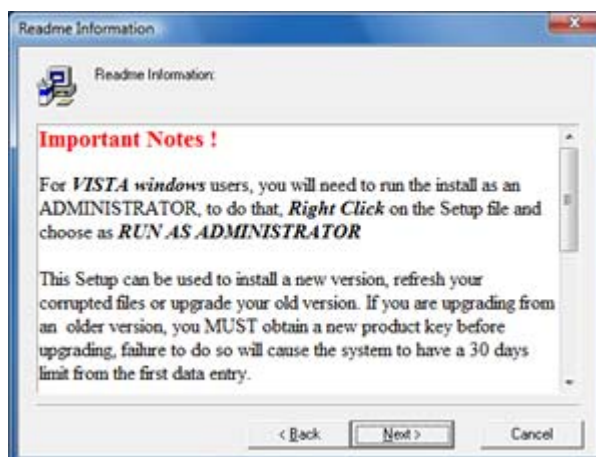 Readme Information
Readme Information:
Important Notes !
For VISTA windows users, you will need to run the install as an
ADMINISTRATOR, to do that, Right Click on the Setup file and
choose as RUN AS ADMINISTRATOR
This Setup can be used to install a new version, refresh your
corrupted files or upgrade your old version. If you are upgrading from
an older version, you MUST obtain a new product key before
upgrading, failure to do so will cause the system to have a 30 days
limit from the first data entry.
< Back
Next >
Cancel